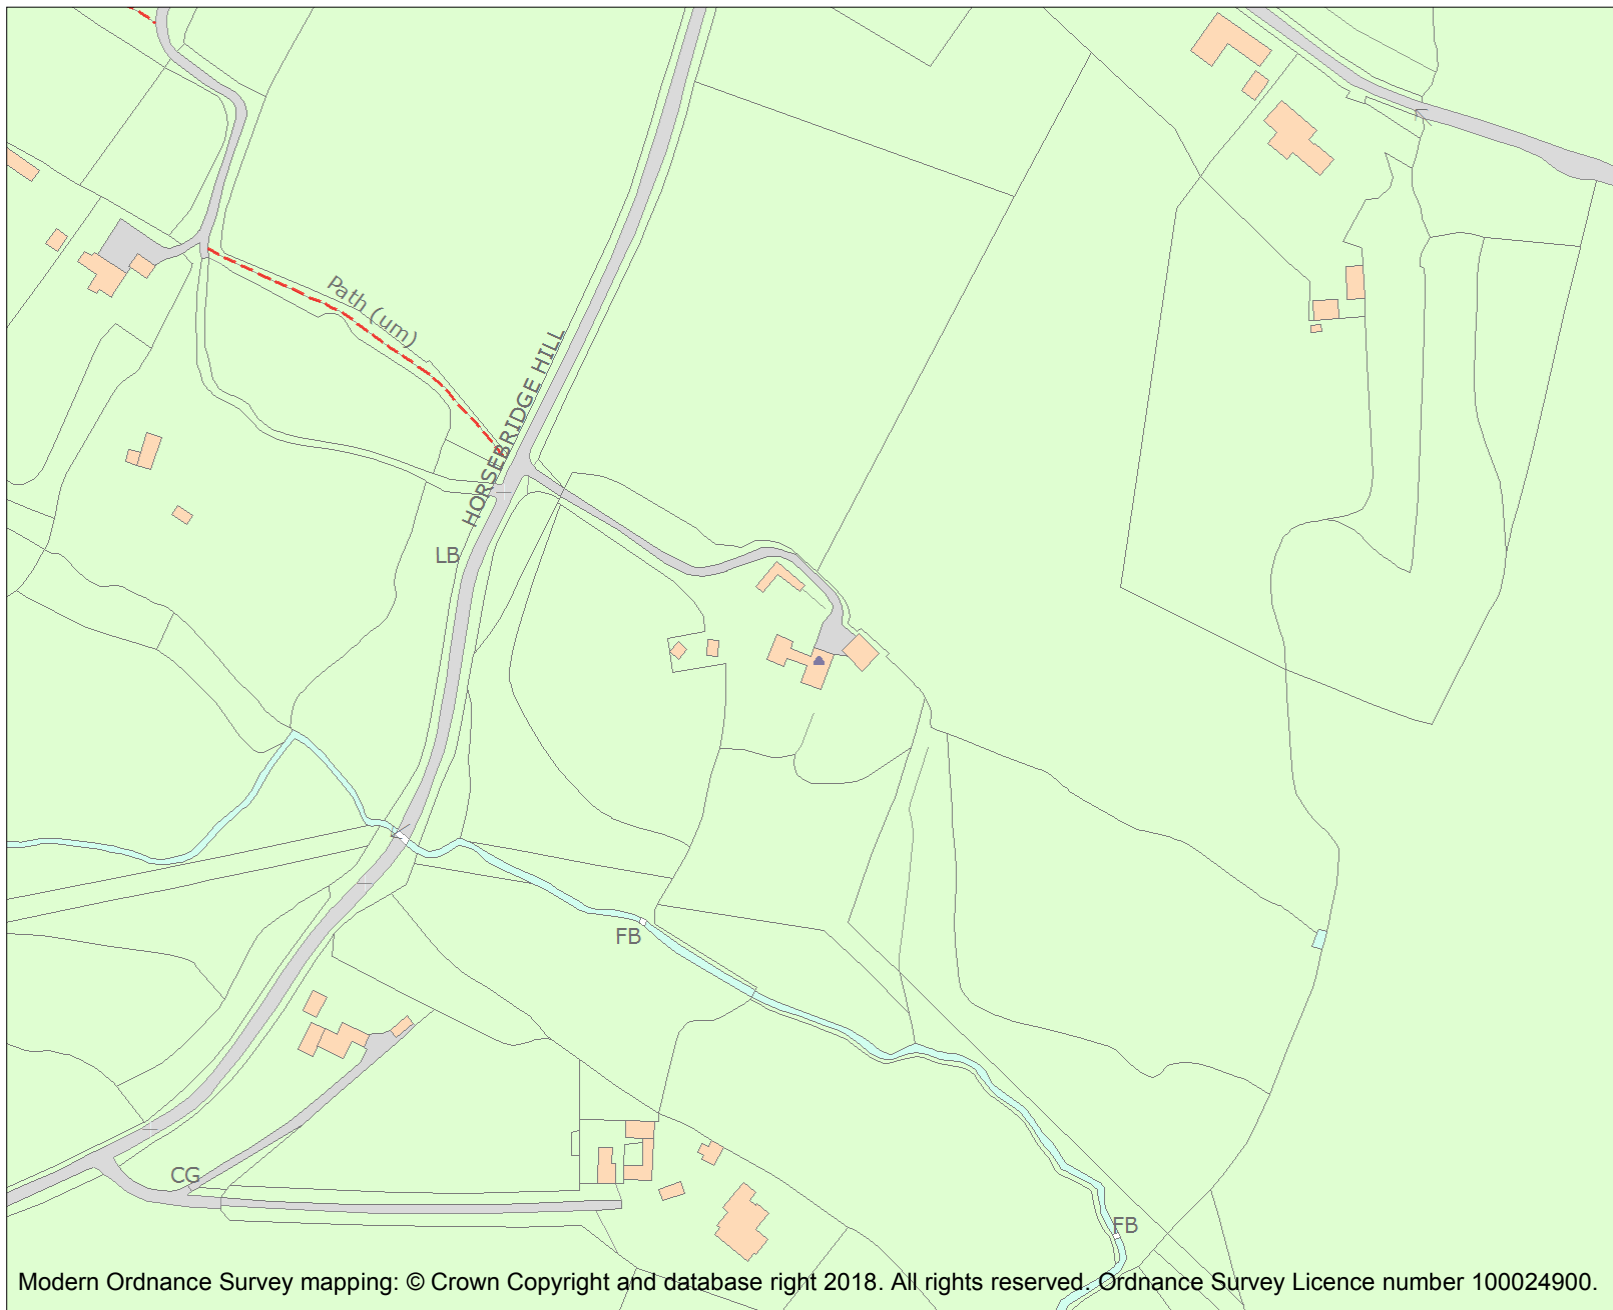 Path (um)
HORSEBRIDGE HILL
LB
FB
CG
FB
Modern Ordnance Survey mapping: © Crown Copyright and database right 2018. All rights reserved. Ordnance Survey Licence number 100024900.